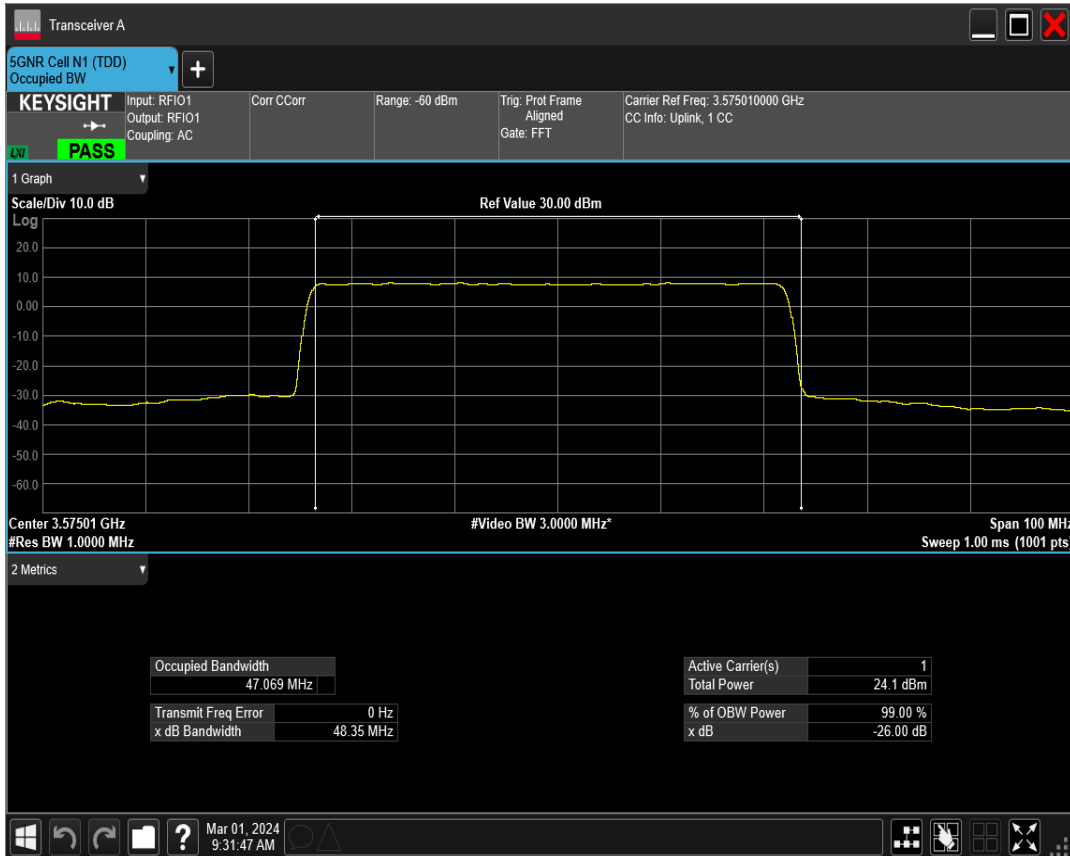 Transceiver A
5GNR Cell N1 (TDD)
Occupied BW
+
KEYSIGHT
LXI
PASS
Input: RFIO1
Output: RFIO1
Coupling: AC
Corr CCorr
Range: -60 dBm
Trig: Prot Frame
Aligned
Gate: FFT
Carrier Ref Freq: 3.575010000 GHz
CC Info: Uplink, 1 CC
1 Graph
Scale/Div 10.0 dB
Ref Value 30.00 dBm
Log
20.0
10.0
0.00
-10.0
-20.0
-30.0
-40.0
-50.0
-60.0
Center 3.57501 GHz
#Video BW 3.0000 MHz*
Span 100 MHz
#Res BW 1.0000 MHz
Sweep 1.00 ms (1001 pts)
2 Metrics
Occupied Bandwidth
47.069 MHz
Transmit Freq Error 0 Hz
x dB Bandwidth 48.35 MHz
Active Carrier(s) 1
Total Power 24.1 dBm
% of OBW Power 99.00 %
x dB -26.00 dB
?
Mar 01, 2024
9:31:47 AM